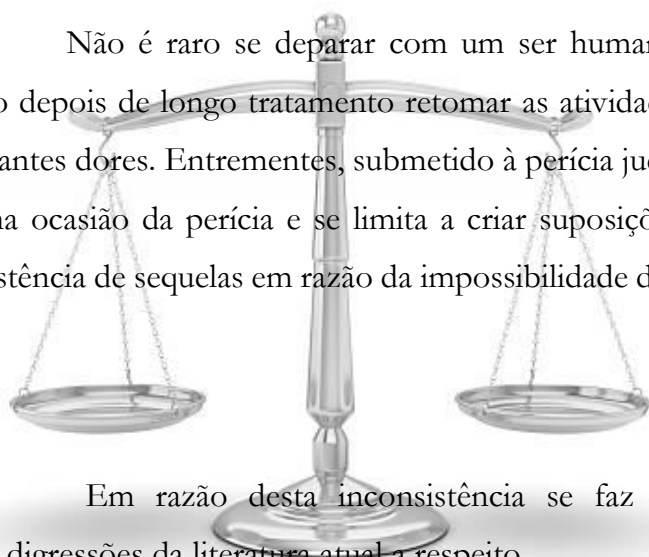 Não é raro se deparar com um ser human
o depois de longo tratamento retomar as atividad
antes dores. Entrementes, submetido à perícia jud
na ocasião da perícia e se limita a criar suposiçõ
stência de sequelas em razão da impossibilidade d
Em razão desta inconsistência se faz
digressões da literatura atual a respeito